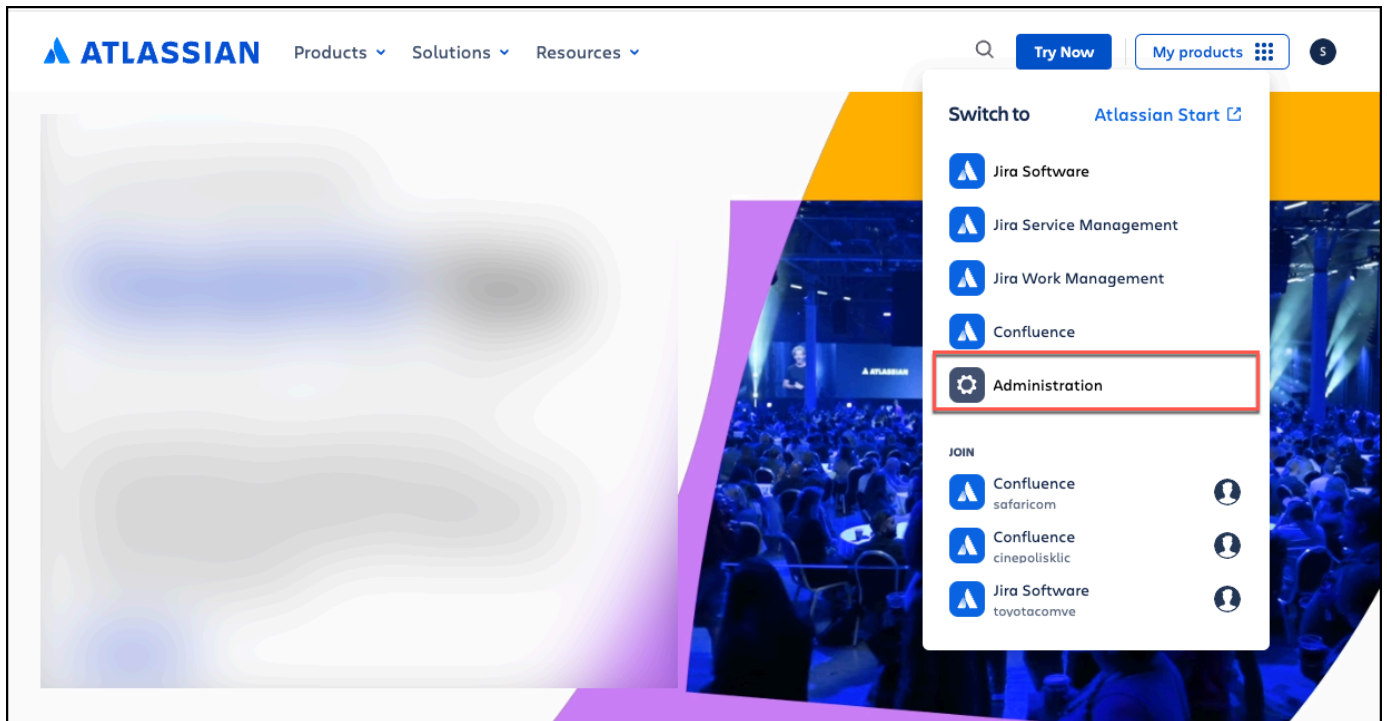 ATLASSIAN Products Solutions Resources Try Now My products S
Switch to Atlassian Start
Jira Software
Jira Service Management
Jira Work Management
Confluence
A ATLASSIAN
Administration
JOIN
Confluence
safaricom
Confluence
cinepolisklic
Jira Software
toyotacomve